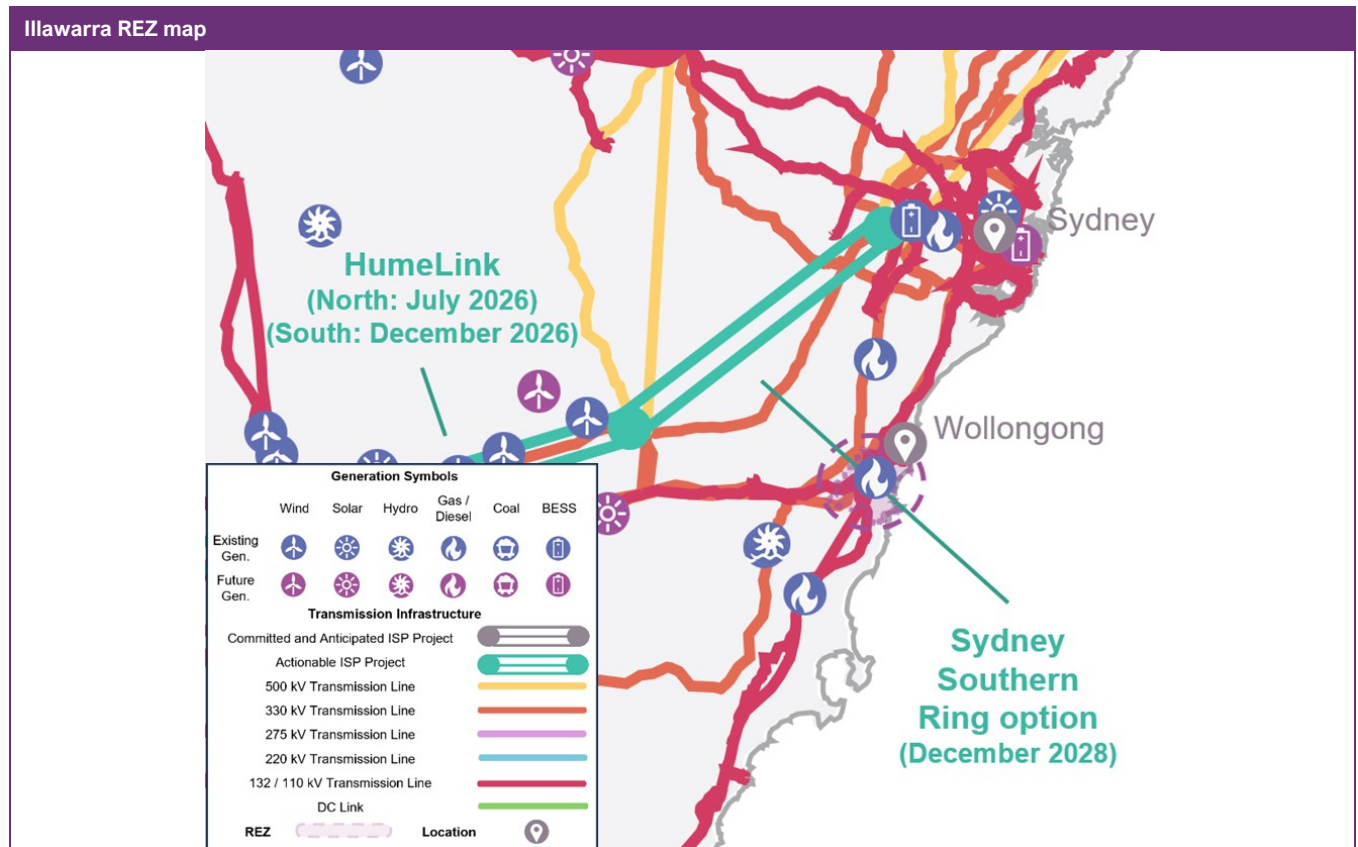 Illawarra REZ map
Sydney
HumeLink
(North: July 2026)
(South: December 2026)
Wollongong
Sydney
Southern
Ring option
(December 2028)
Generation Symbols
Wind Solar Hydro Gas / Diesel Coal BESS
Existing Gen.
Future Gen.
Transmission Infrastructure
Committed and Anticipated ISP Project
Actionable ISP Project
500 kV Transmission Line
330 kV Transmission Line
275 kV Transmission Line
220 kV Transmission Line
132 / 110 kV Transmission Line
DC Link
REZ Location